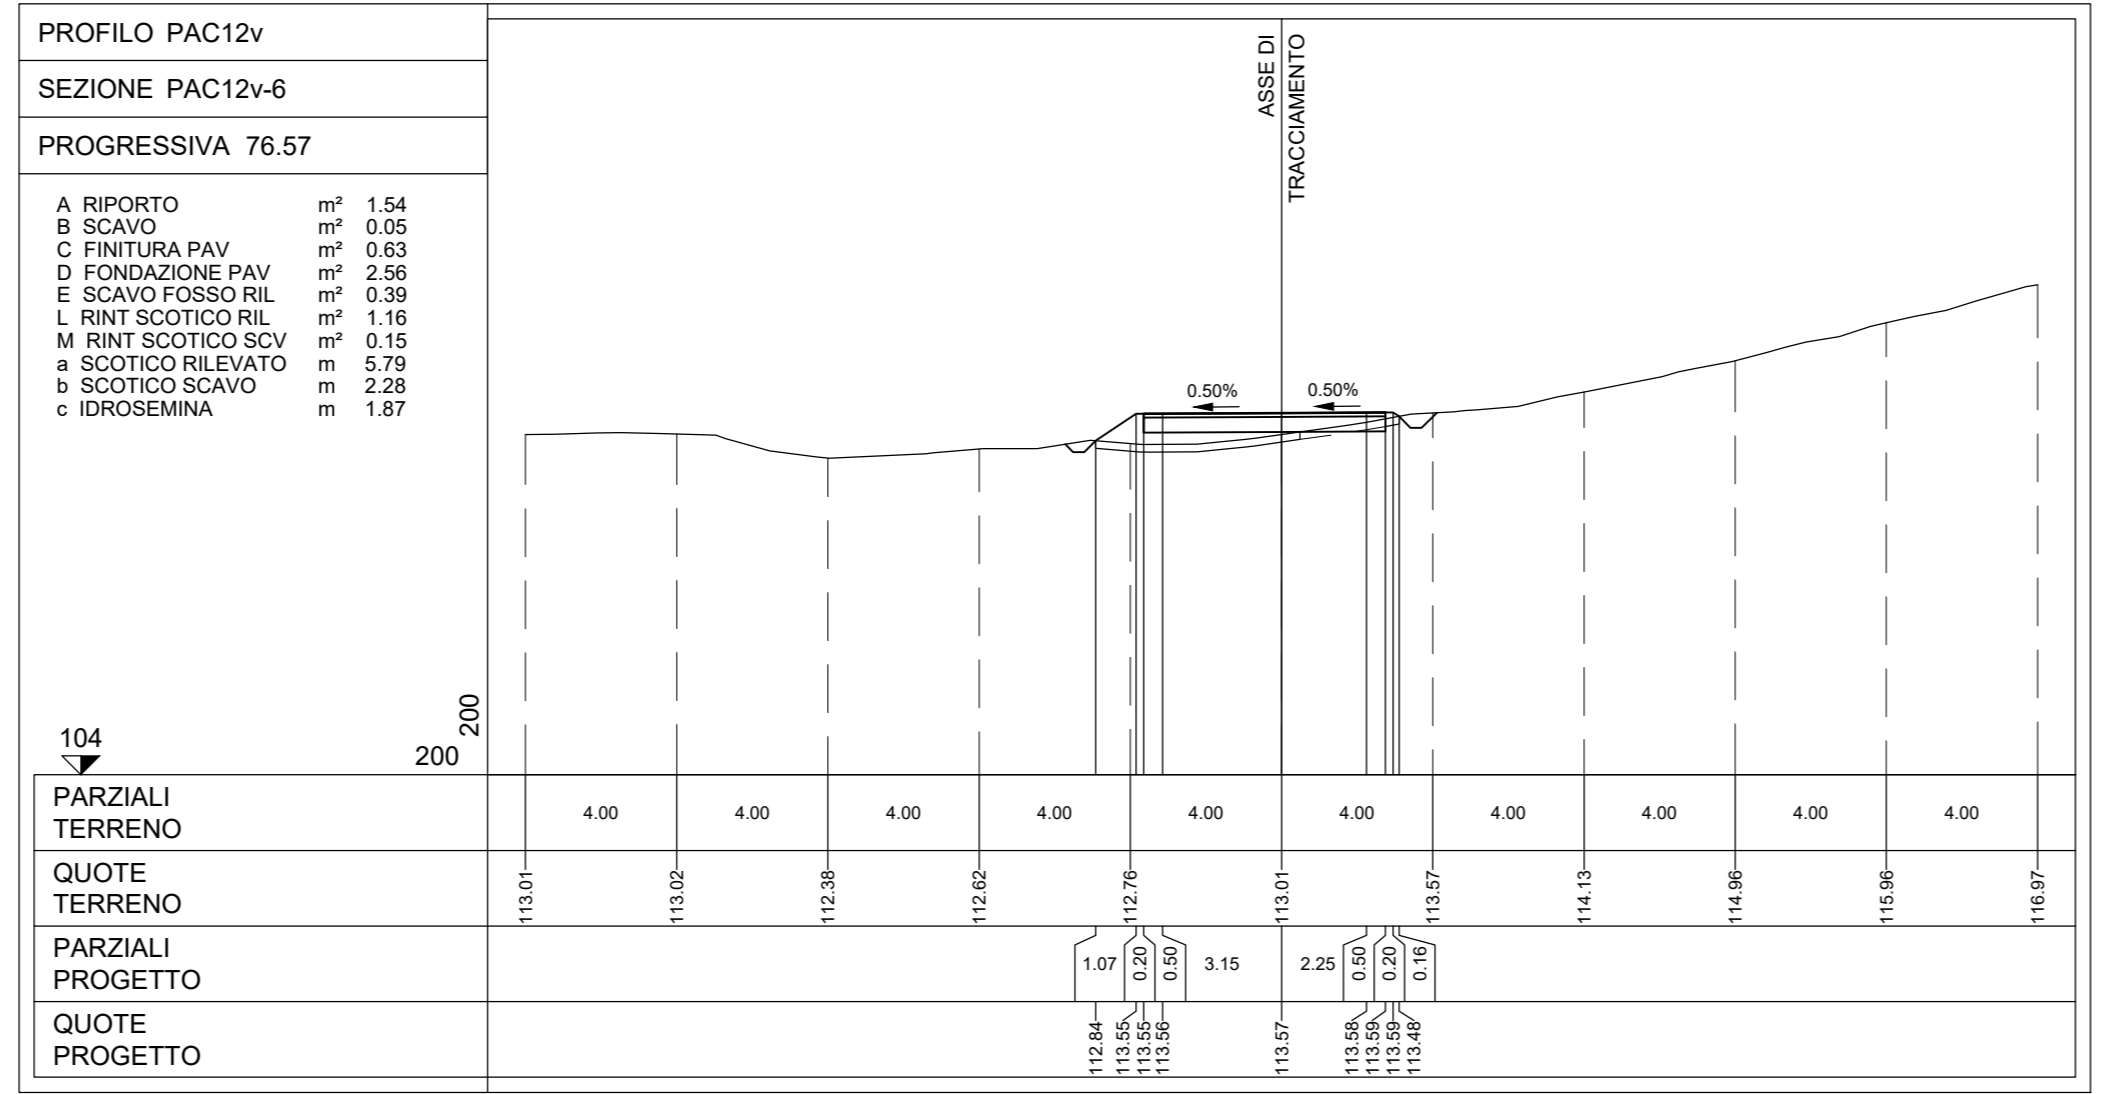 PROFILO PAC12v
SEZIONE PAC12v-6
PROGRESSIVA 76.57
A RIPORTO m² 1.54
B SCAVO m² 0.05
C FINITURA PAV m² 0.63
D FONDAZIONE PAV m² 2.56
E SCAVO FOSSO RIL m² 0.39
L RINT SCOTICO RIL m² 1.16
M RINT SCOTICO SCV m² 0.15
a SCOTICO RILEVATO m 5.79
b SCOTICO SCAVO m 2.28
c IDROSEMINA m 1.87
ASSE DI
TRACCIAMENTO
0.50% 0.50%
104
200
200
PARZIALI
TERRENO
4.00 4.00 4.00 4.00 4.00 4.00 4.00 4.00 4.00 4.00
QUOTE
TERRENO
113.01 113.02 112.38 112.62 112.76 113.01 113.57 114.13 114.96 115.96 116.97
PARZIALI
PROGETTO
1.07 0.20 0.50 3.15 2.25 0.50 0.20 0.16
QUOTE
PROGETTO
112.84 113.55 113.55 113.56 113.57 113.58 113.59 113.59 113.48